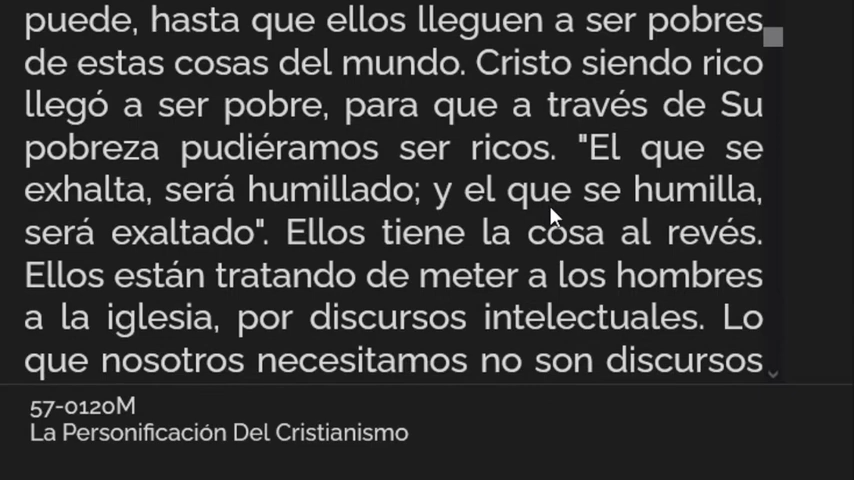 puede, hasta que ellos lleguen a ser pobres
de estas cosas del mundo. Cristo siendo rico
llegó a ser pobre, para que a través de Su
pobreza pudiéramos ser ricos. "El que se
exhalta, será humillado; y el que se humilla,
será exaltado". Ellos tiene la cosa al revés.
Ellos están tratando de meter a los hombres
a la iglesia, por discursos intelectuales. Lo
que nosotros necesitamos no son discursos
57-0120M
La Personificación Del Cristianismo